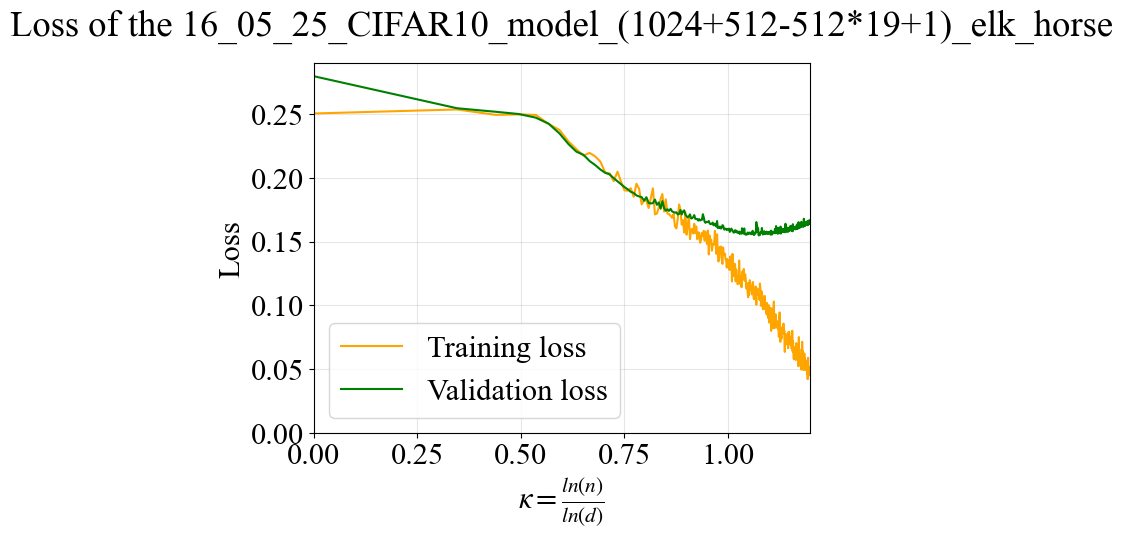 Loss of the 16_05_25_CIFAR10_model_(1024+512-512*19+1)_elk_horse
0.25
0.20
0.15
0.10
0.05
0.00
Loss
Training loss
Validation loss
0.00 0.25 0.50 0.75 1.00
κ = ln(n)/ln(d)